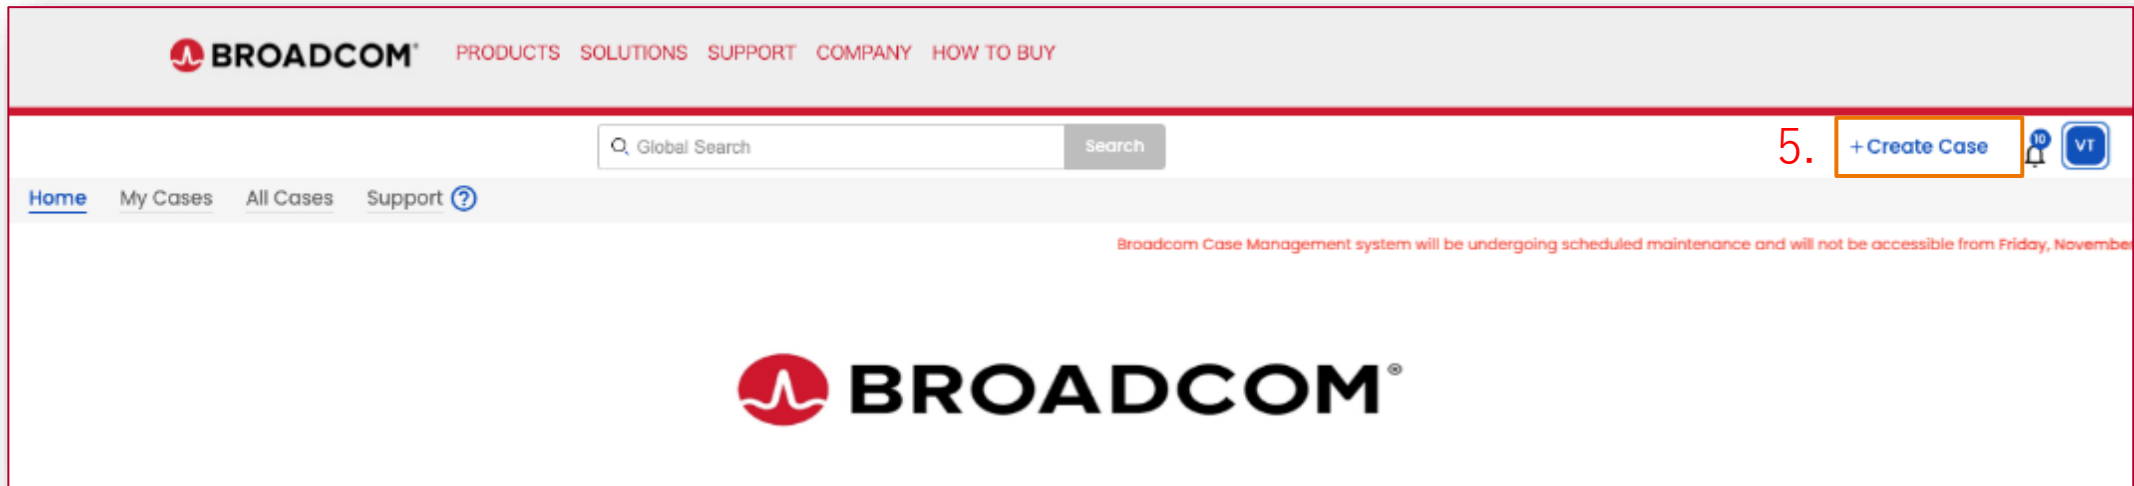 BROADCOM® PRODUCTS SOLUTIONS SUPPORT COMPANY HOW TO BUY
Global Search Search 5. +Create Case 10 VT
Home My Cases All Cases Support ?
Broadcom Case Management system will be undergoing scheduled maintenance and will not be accessible from Friday, November
BROADCOM®